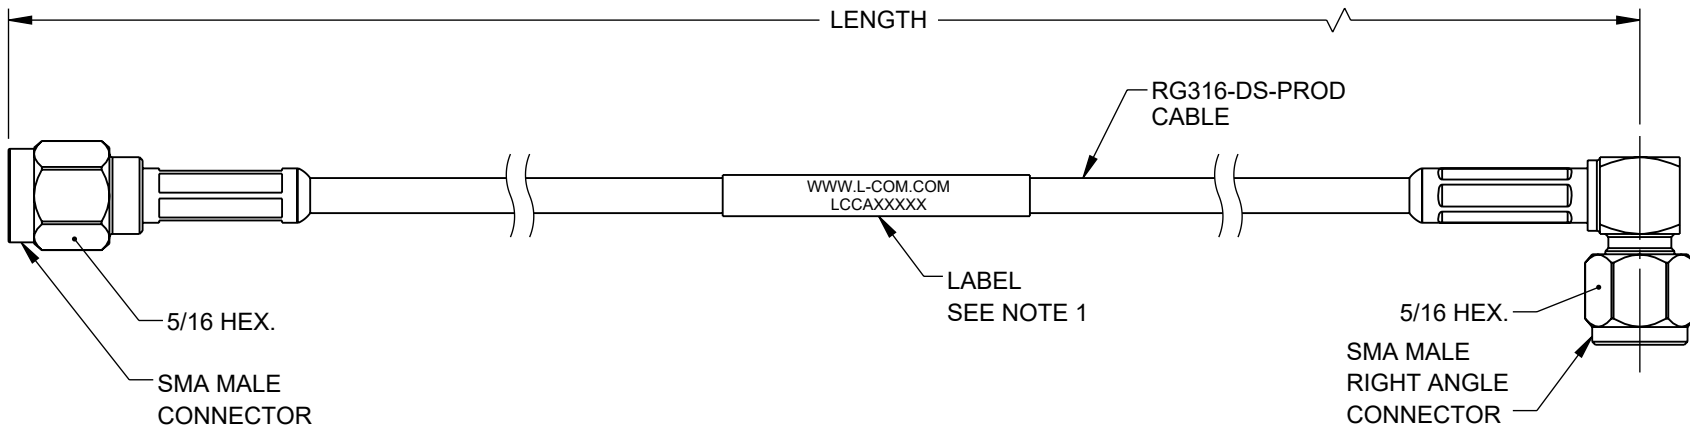 LENGTH
RG316-DS-PROD
CABLE
WWW.L-COM.COM
LCCAXXXXX
LABEL
SEE NOTE 1
5/16 HEX.
SMA MALE
CONNECTOR
5/16 HEX.
SMA MALE
RIGHT ANGLE
CONNECTOR